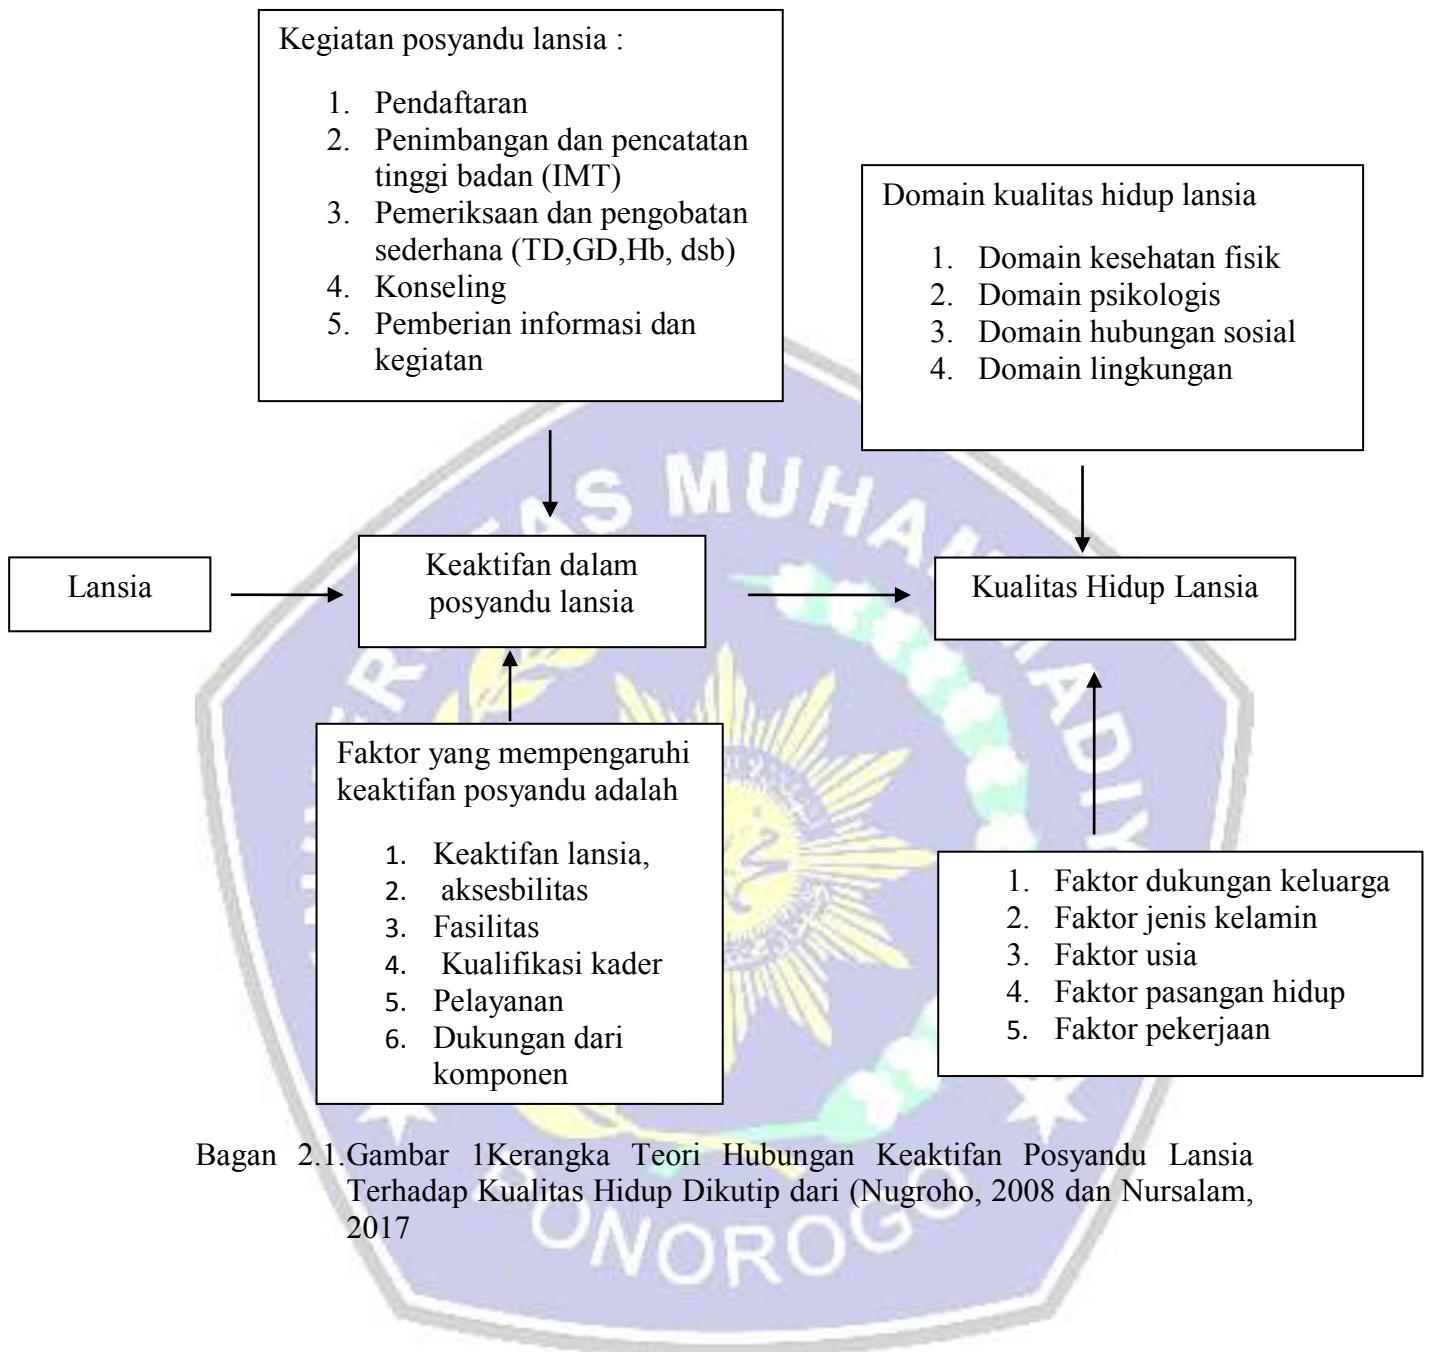 Kegiatan posyandu lansia :
1. Pendaftaran
2. Penimbangan dan pencatatan
tinggi badan (IMT)
3. Pemeriksaan dan pengobatan
sederhana (TD,GD,Hb, dsb)
4. Konseling
5. Pemberian informasi dan
kegiatan
Domain kualitas hidup lansia
1. Domain kesehatan fisik
2. Domain psikologis
3. Domain hubungan sosial
4. Domain lingkungan
Lansia
Keaktifan dalam
posyandu lansia
Kualitas Hidup Lansia
Faktor yang mempengaruhi
keaktifan posyandu adalah
1. Keaktifan lansia,
2. aksesbilitas
3. Fasilitas
4. Kualifikasi kader
5. Pelayanan
6. Dukungan dari
komponen
1. Faktor dukungan keluarga
2. Faktor jenis kelamin
3. Faktor usia
4. Faktor pasangan hidup
5. Faktor pekerjaan
Bagan 2.1.Gambar 1Kerangka Teori Hubungan Keaktifan Posyandu Lansia
Terhadap Kualitas Hidup Dikutip dari (Nugroho, 2008 dan Nursalam,
2017
MUHAMMADIY
ONOROGO